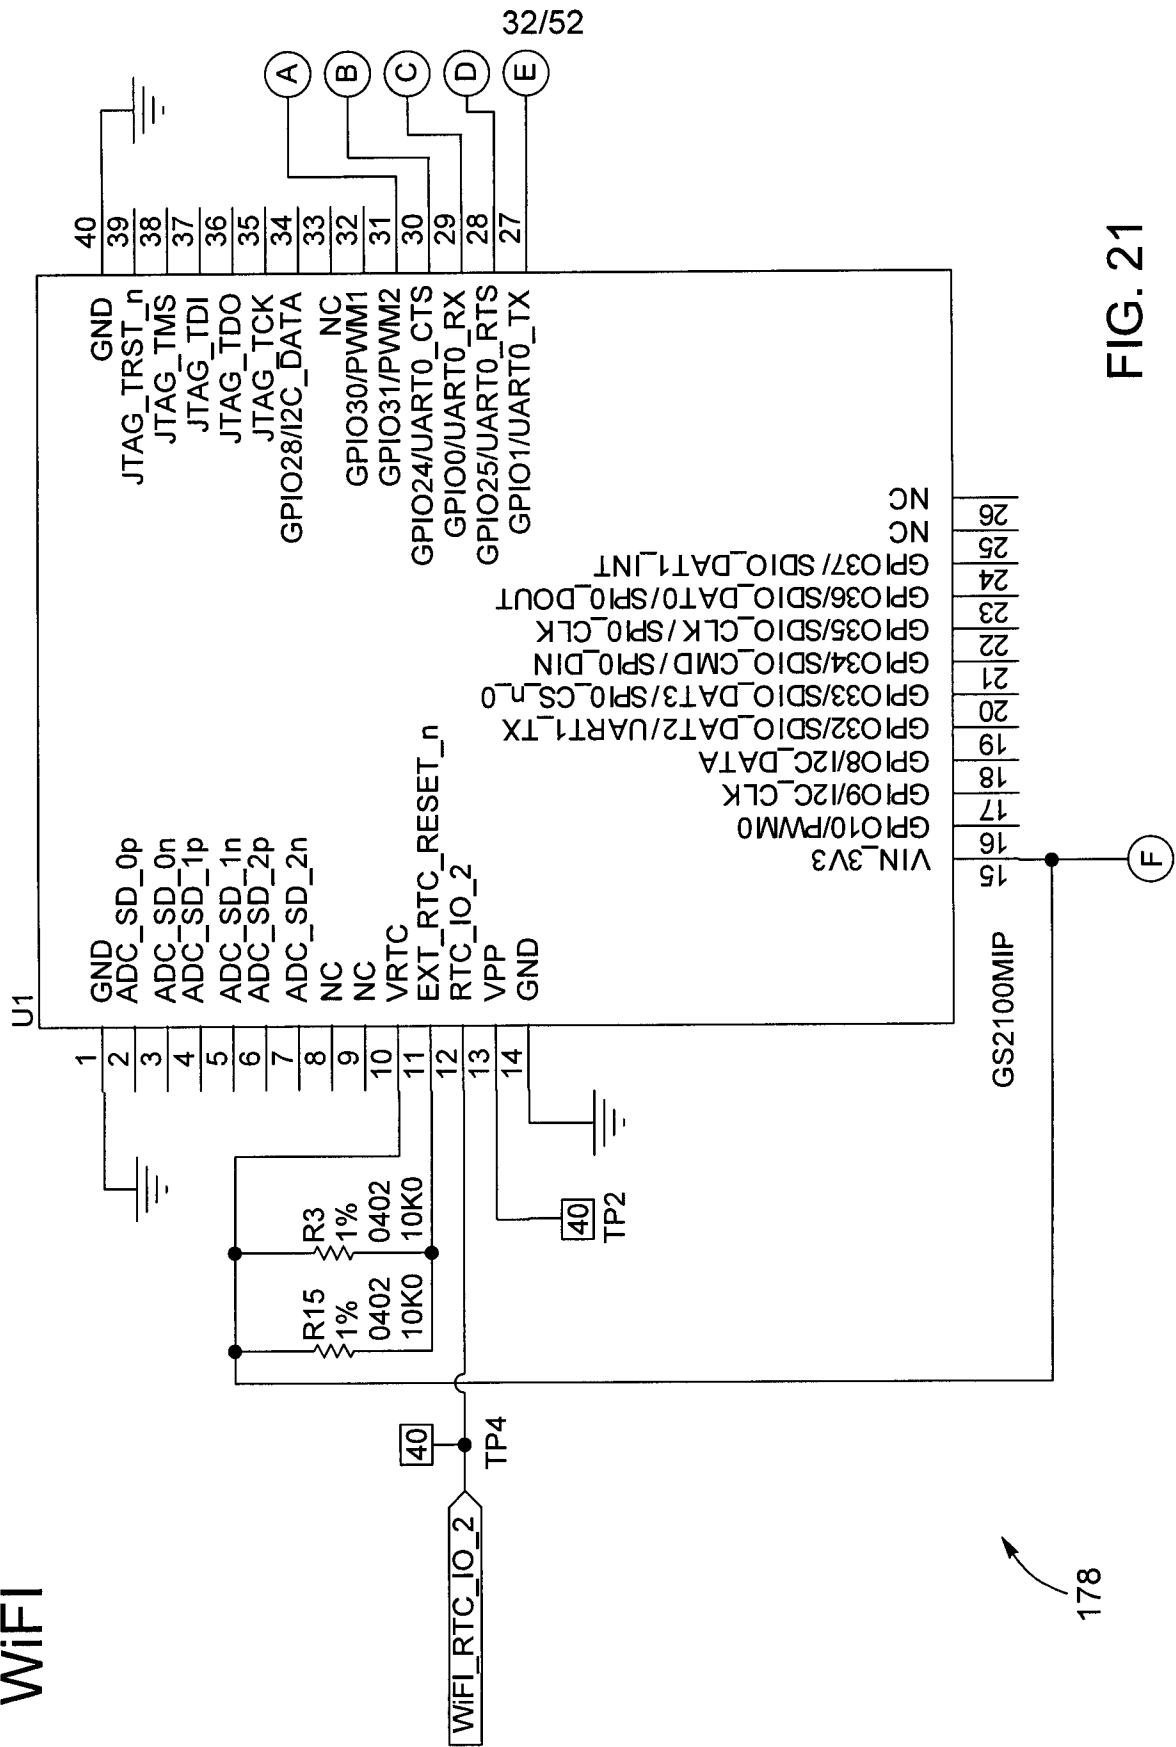 32/52
WiFI
U1
1 GND
2 ADC_SD_0p
3 ADC_SD_0n
4 ADC_SD_1p
5 ADC_SD_1n
6 ADC_SD_2p
7 ADC_SD_2n
8 NC
9 NC
10 VRTC
11 EXT_RTC_RESET_n
12 RTC_IO_2
13 VPP
14 GND
GND 40
JTAG_TRST_n 39
JTAG_TMS 38
JTAG_TDI 37
JTAG_TDO 36
JTAG_TCK 35
GPIO28/I2C_DATA 34
NC 33
GPIO30/PWM1 32
GPIO31/PWM2 31
GPIO24/UART0_CTS 30
GPIO0/UART0_RX 29
GPIO25/UART0_RTS 28
GPIO1/UART0_TX 27
A
B
C
D
E
15 VIN_3V3
16 GPIO10/PWM0
17 GPIO9/I2C_CLK
18 GPIO8/I2C_DATA
19 GPIO32/SDIO_DAT2/UART1_TX
20 GPIO33/SDIO_DAT3/SPI0_CS_n_0
21 GPIO34/SDIO_CMD/SPI0_DIN
22 GPIO35/SDIO_CLK/SPI0_CLK
23 GPIO36/SDIO_DAT0/SPI0_DOUT
24 GPIO37/SDIO_DAT1_INT
25 NC
26 NC
F
GS2100MIP
R15
1%
0402
10K0
R3
1%
0402
10K0
40
TP2
40
TP4
WiFI_RTC_IO_2
178
FIG. 21